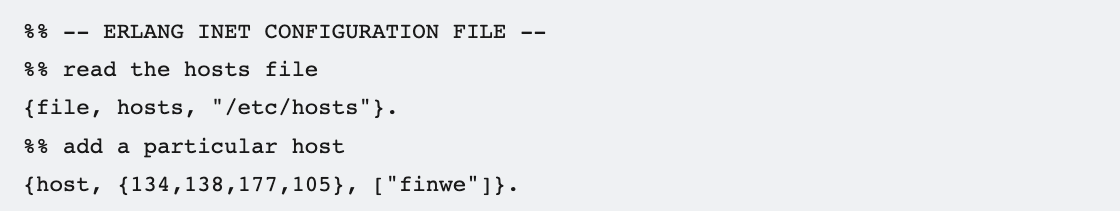 %% -- ERLANG INET CONFIGURATION FILE --
%% read the hosts file
{file, hosts, "/etc/hosts"}.
%% add a particular host
{host, {134,138,177,105}, ["finwe"]}.